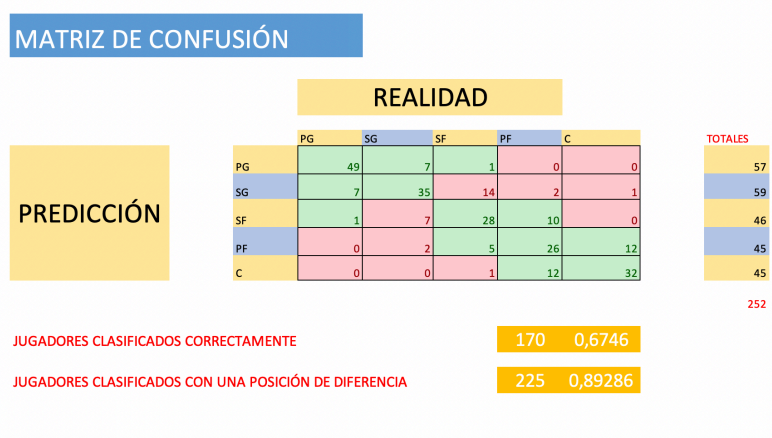 MATRIZ DE CONFUSIÓN
REALIDAD
PG SG SF PF C TOTALES
PG 49 7 1 0 0 57
SG 7 35 14 2 1 59
PREDICCIÓN
SF 1 7 28 10 0 46
PF 0 2 5 26 12 45
C 0 0 1 12 32 45
252
JUGADORES CLASIFICADOS CORRECTAMENTE 170 0,6746
JUGADORES CLASIFICADOS CON UNA POSICIÓN DE DIFERENCIA 225 0,89286